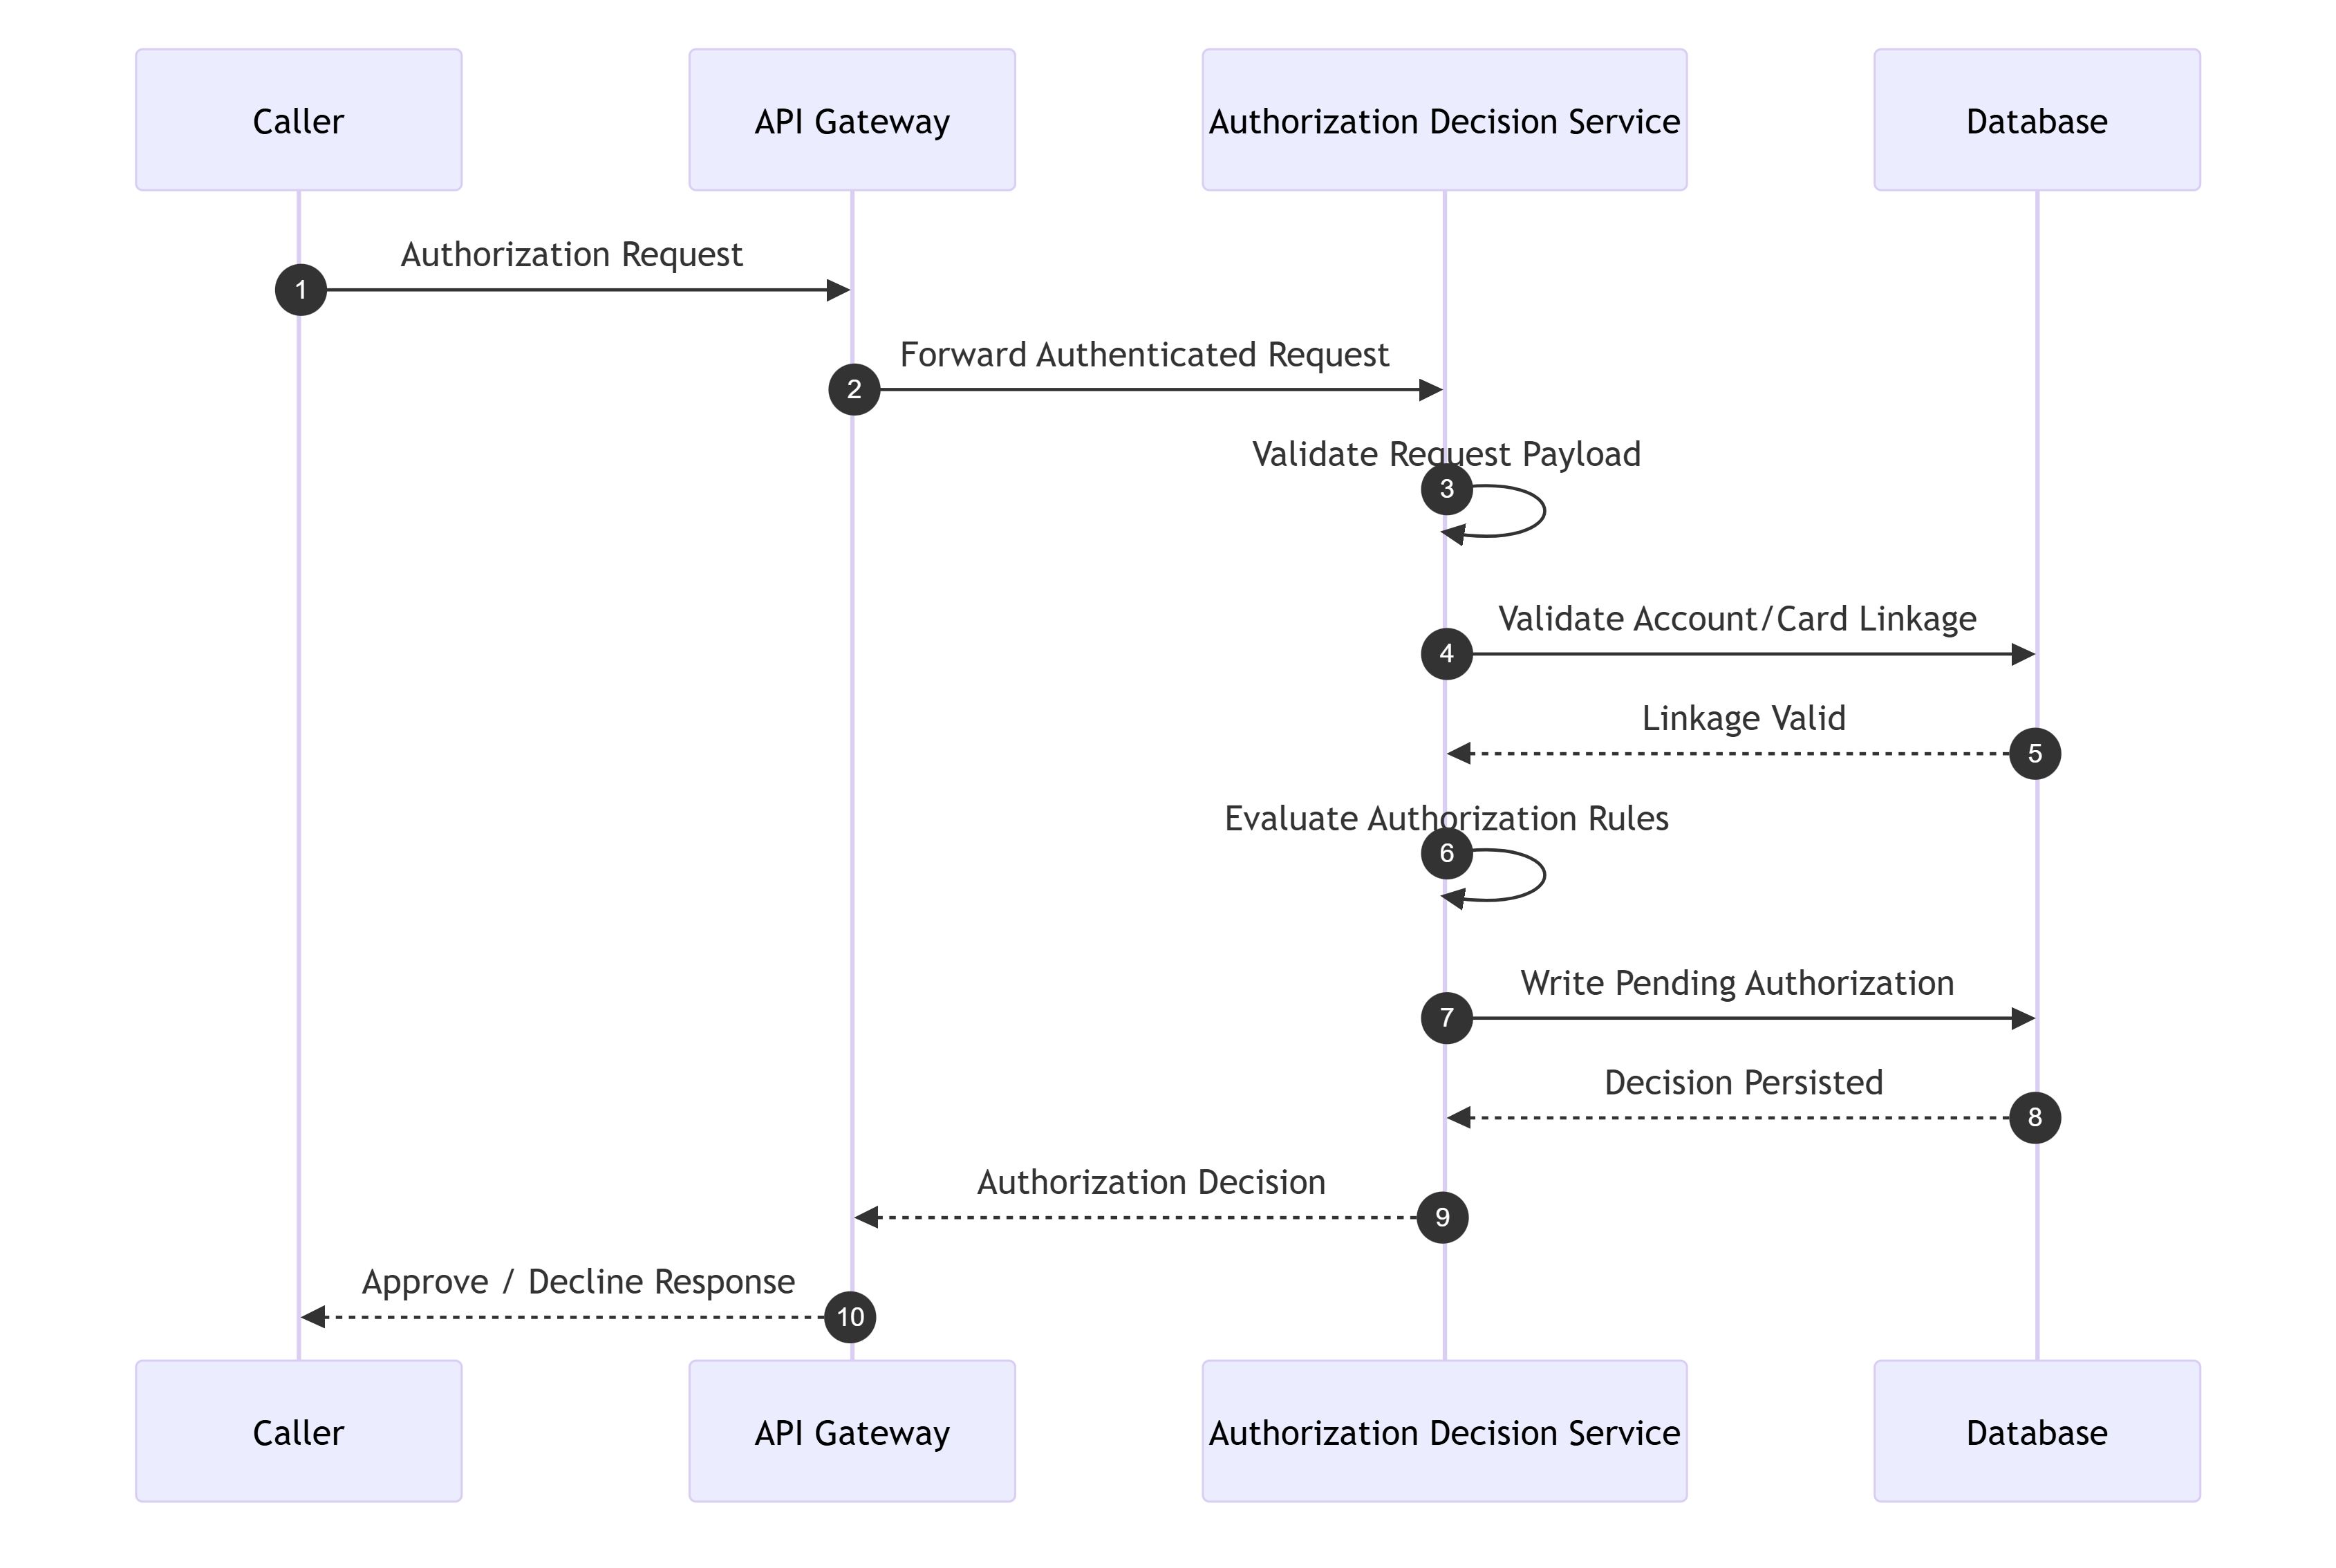 Caller
API Gateway
Authorization Decision Service
Database
Authorization Request
1
Forward Authenticated Request
2
Validate Request Payload
3
Validate Account/Card Linkage
4
Linkage Valid
5
Evaluate Authorization Rules
6
Write Pending Authorization
7
Decision Persisted
8
Authorization Decision
9
Approve / Decline Response
10
Caller
API Gateway
Authorization Decision Service
Database